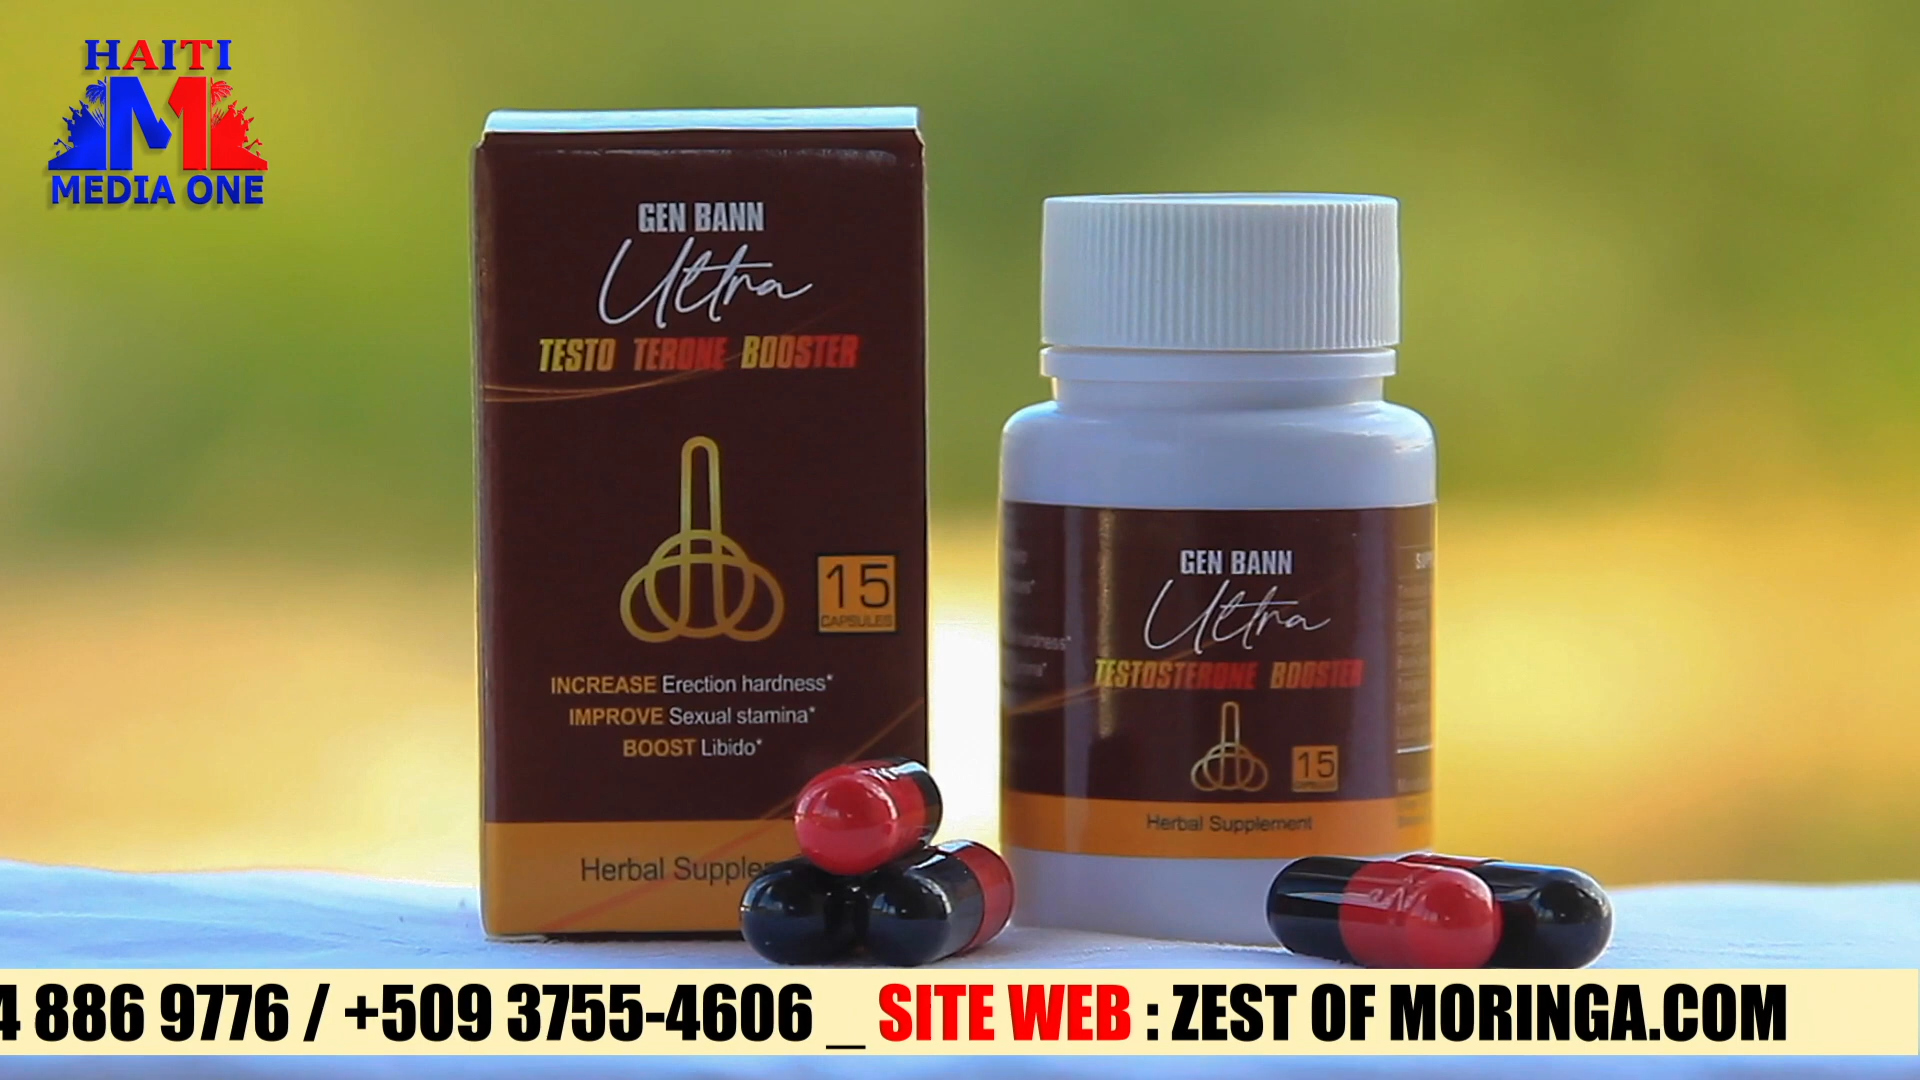 HAITI
M1
MEDIA ONE
GEN BANN
Ultra
TESTO TERONE BOOSTER
15
CAPSULES
INCREASE Erection hardness*
IMPROVE Sexual stamina*
BOOST Libido*
Herbal Supple
GEN BANN
Ultra
TESTOSTERONE BOOSTER
15
CAPSULES
Herbal Supplement
4 886 9776 / +509 3755-4606 _ SITE WEB : ZEST OF MORINGA.COM